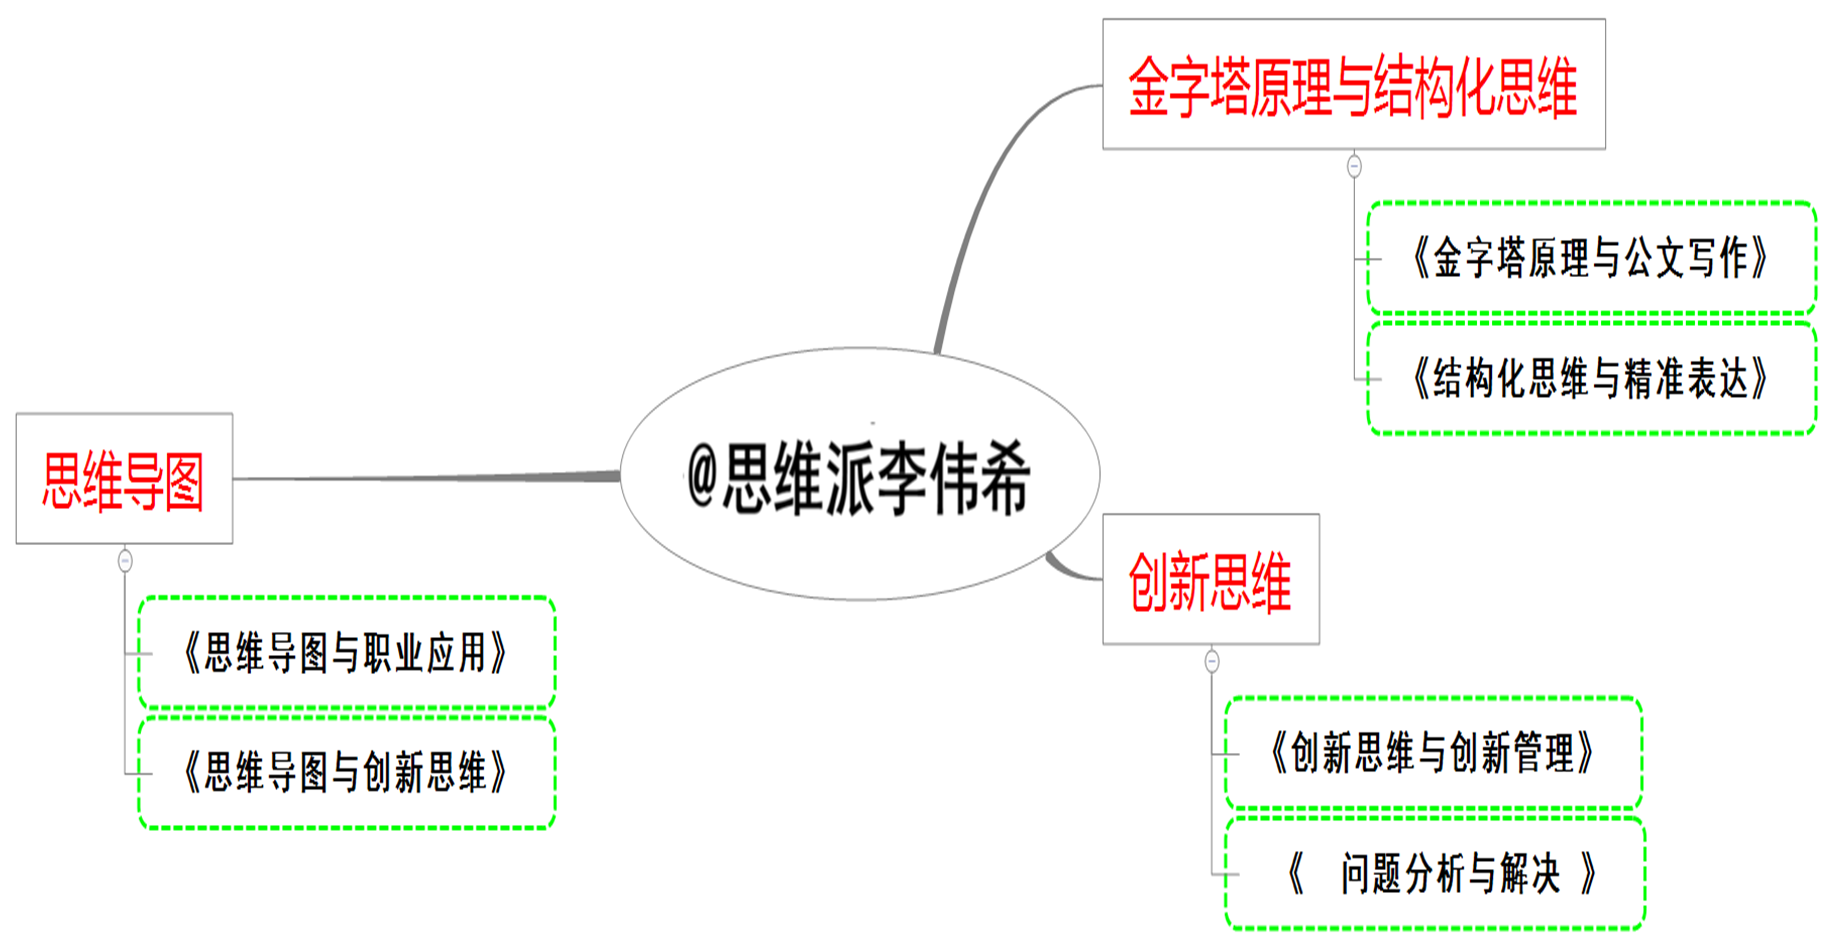 金字塔原理与结构化思维
《金字塔原理与公文写作》
《结构化思维与精准表达》
@思维派李伟希
思维导图
《思维导图与职业应用》
《思维导图与创新思维》
创新思维
《创新思维与创新管理》
《 问题分析与解决 》